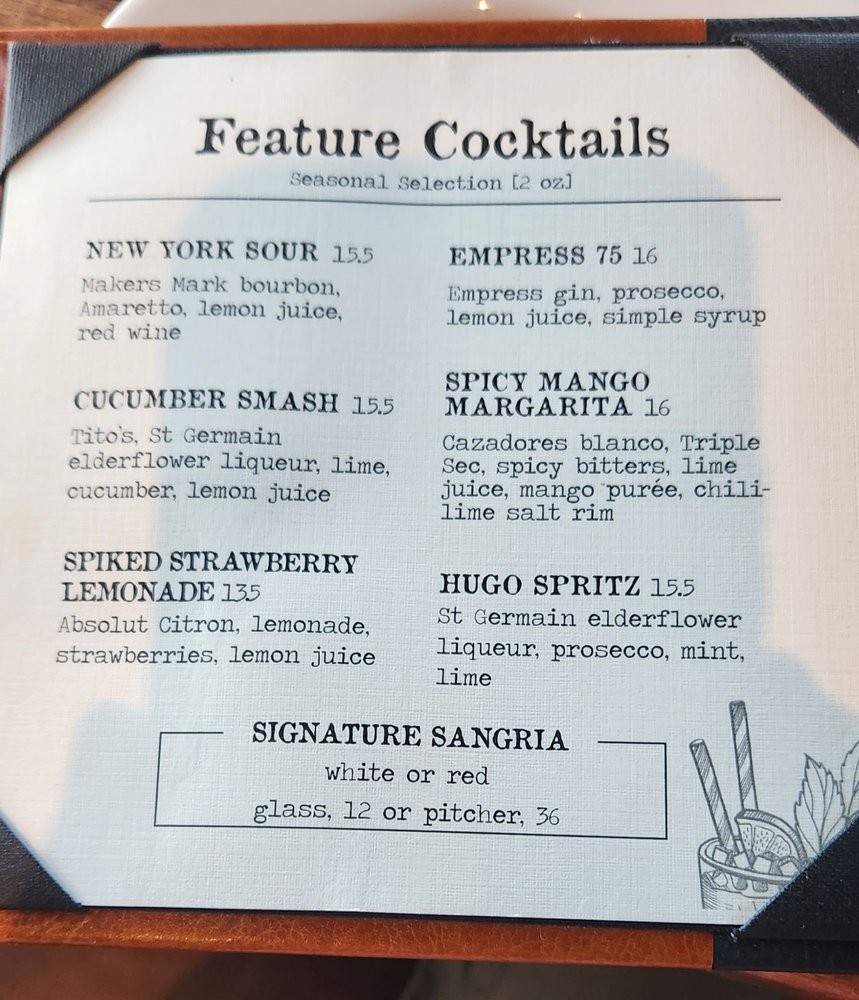 Feature Cocktails
Seasonal Selection [2 oz]
NEW YORK SOUR 15.5
Makers Mark bourbon,
Amaretto, lemon juice,
red wine
CUCUMBER SMASH 15.5
Tito's, St Germain
elderflower liqueur, lime,
cucumber, lemon juice
SPIKED STRAWBERRY
LEMONADE 13.5
Absolut Citron, lemonade,
strawberries, lemon juice
EMPRESS 75 16
Empress gin, prosecco,
lemon juice, simple syrup
SPICY MANGO
MARGARITA 16
Cazadores blanco, Triple
Sec, spicy bitters, lime
juice, mango purée, chili-
lime salt rim
HUGO SPRITZ 15.5
St Germain elderflower
liqueur, prosecco, mint,
lime
SIGNATURE SANGRIA
white or red
glass, 12 or pitcher, 36